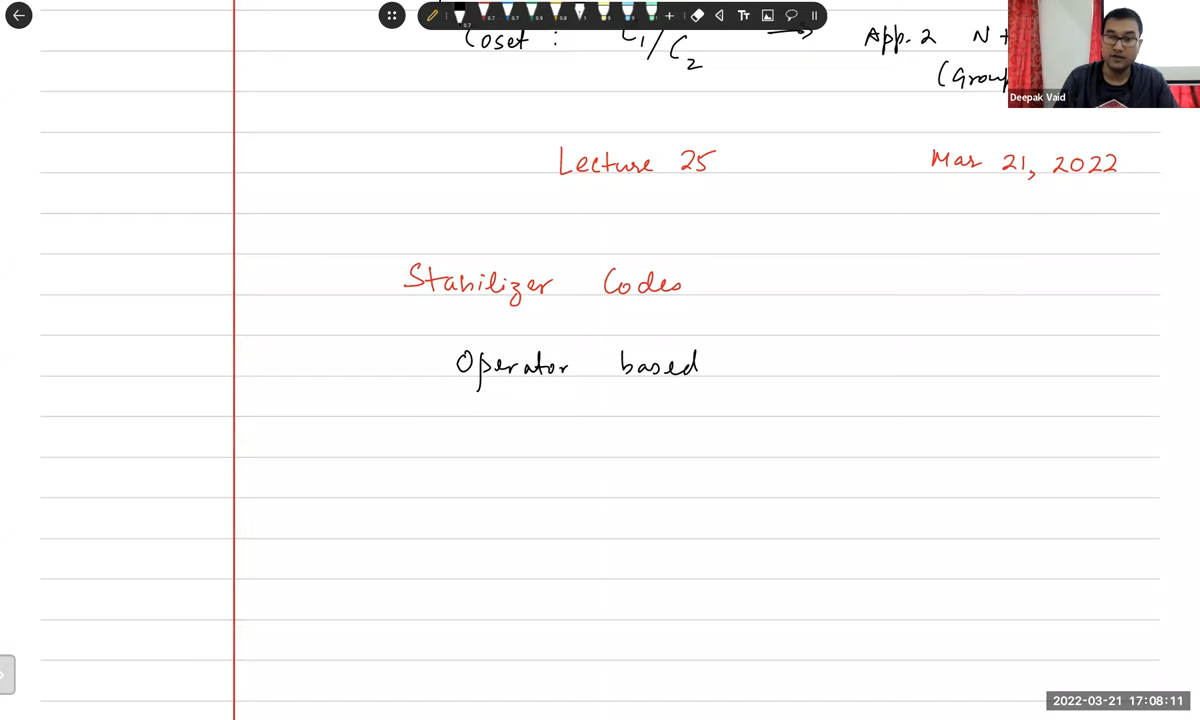 Coset : C1/C2 → App. 2 N+
(Group
Deepak Vaid
Lecture 25 Mar 21, 2022
Stabilizer Codes
Operator based
2022-03-21 17:08:11